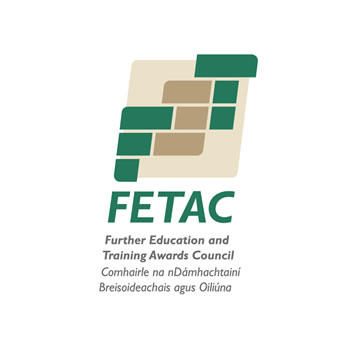 FETAC
Further Education and
Training Awards Council
Comhairle na nDámhachtainí
Breisoideachais agus Oiliúna